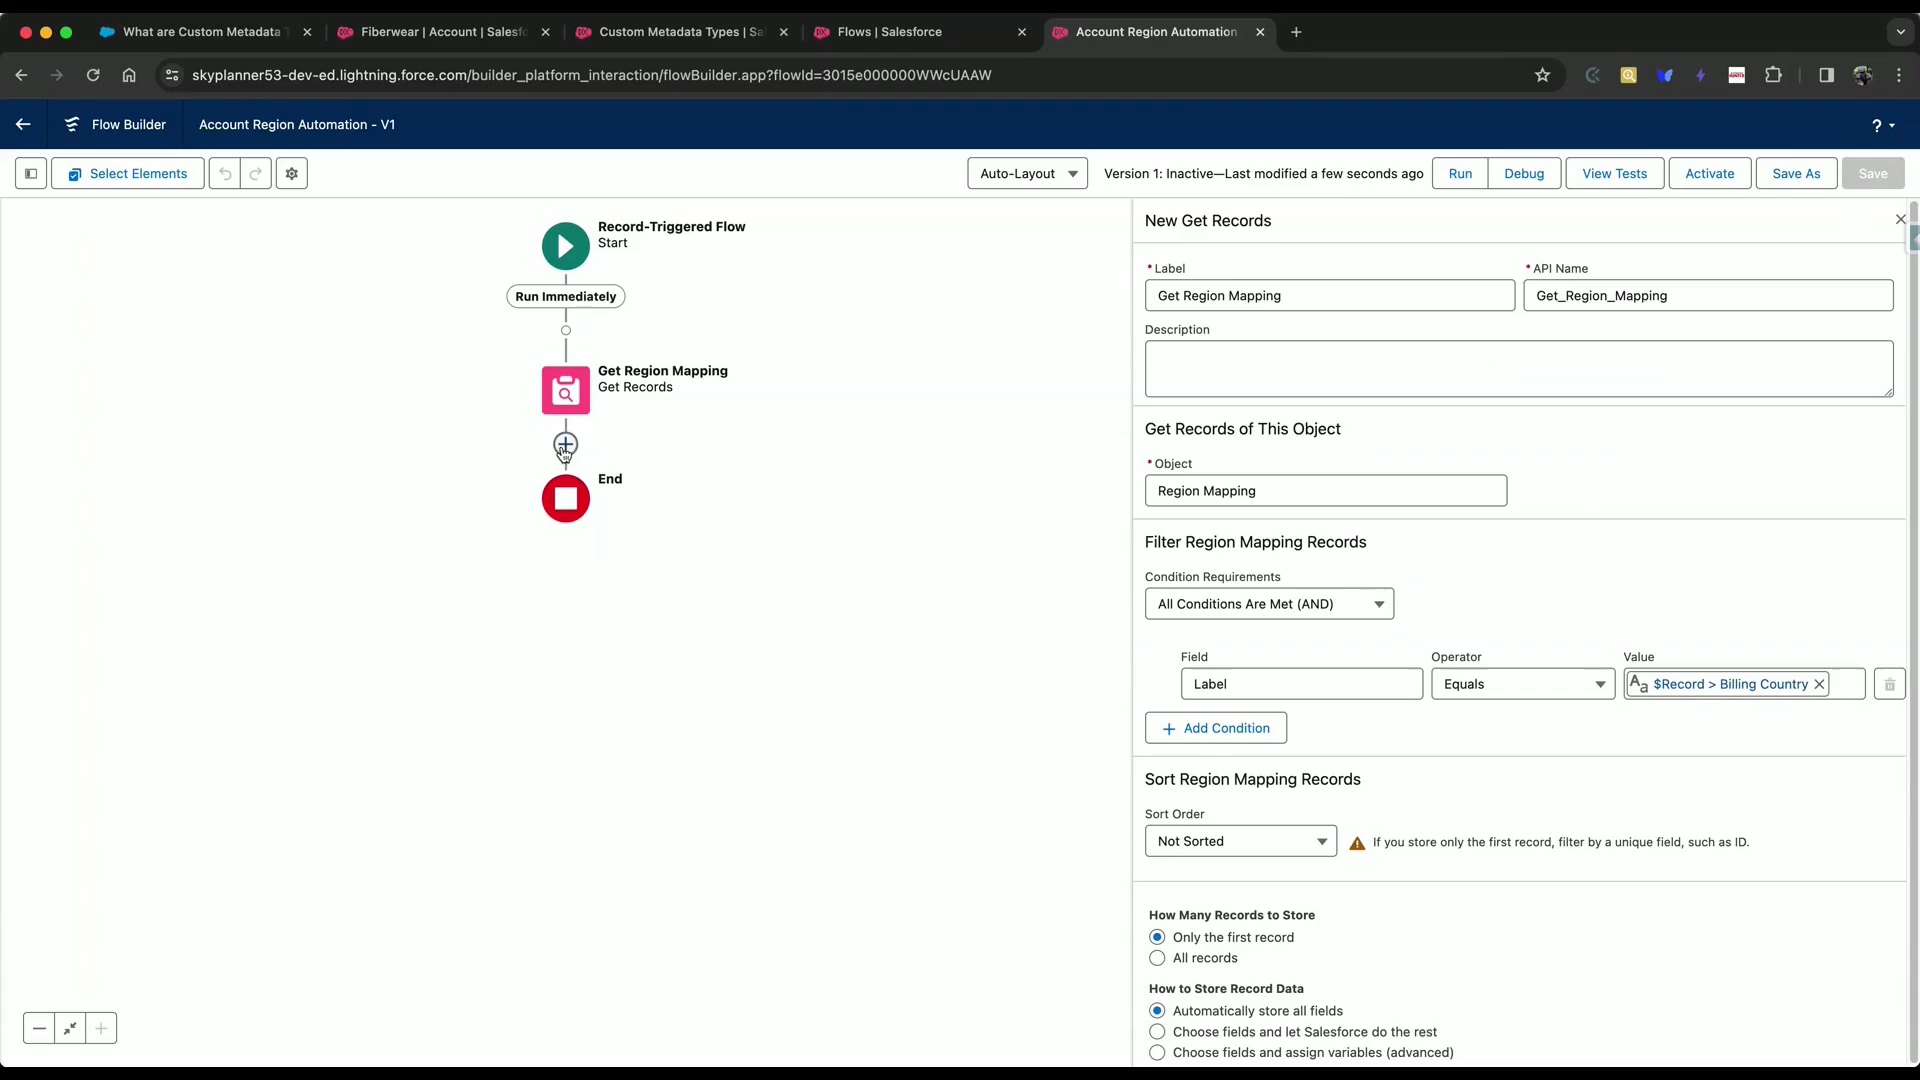 What are Custom Metadata
Fiberwear | Account | Salesfo
Custom Metadata Types | Sa
Flows | Salesforce
Account Region Automation
skyplanner53-dev-ed.lightning.force.com/builder_platform_interaction/flowBuilder.app?flowId=3015e000000WWcUAAW
Flow Builder
Account Region Automation - V1
?
Select Elements
Auto-Layout
Version 1: Inactive—Last modified a few seconds ago
Run
Debug
View Tests
Activate
Save As
Save
Record-Triggered Flow
Start
Run Immediately
Get Region Mapping
Get Records
End
New Get Records
* Label
* API Name
Get Region Mapping
Get_Region_Mapping
Description
Get Records of This Object
* Object
Region Mapping
Filter Region Mapping Records
Condition Requirements
All Conditions Are Met (AND)
Field
Operator
Value
Label
Equals
Aa $Record > Billing Country
+ Add Condition
Sort Region Mapping Records
Sort Order
Not Sorted
If you store only the first record, filter by a unique field, such as ID.
How Many Records to Store
Only the first record
All records
How to Store Record Data
Automatically store all fields
Choose fields and let Salesforce do the rest
Choose fields and assign variables (advanced)